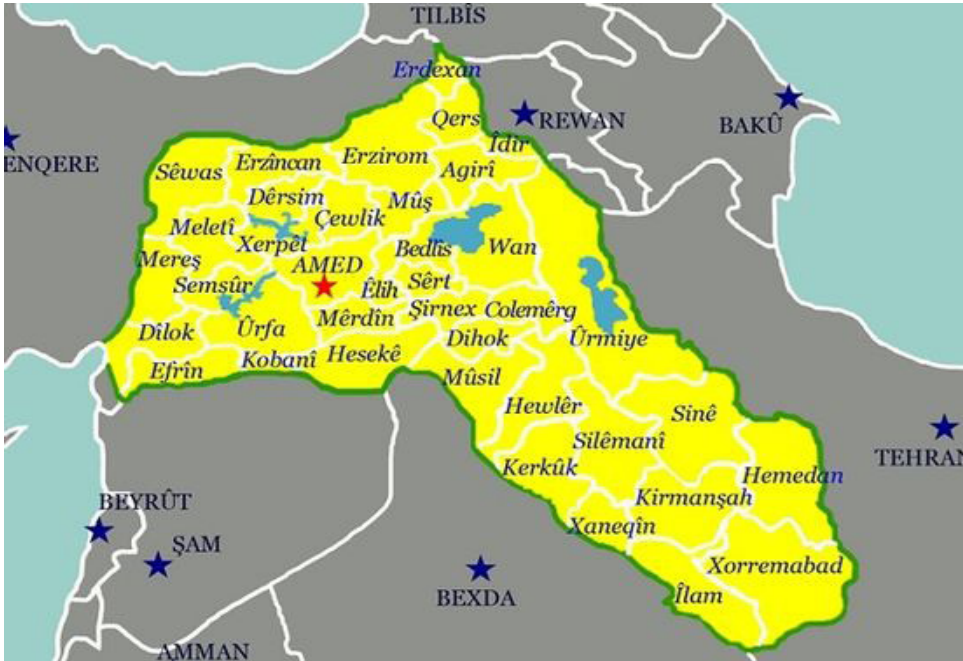 TILBÎS
Erdexan
BAKÛ
Qers
REWAN
ENQERE
Îdir
Sêwas
Erzîncan
Erzirom
Agirî
Dêrsim
Mûş
Meletî
Çewlik
Xerpêt
Bedlîs
Wan
Mereş
AMED
Semsûr
Êlih
Sêrt
Mêrdîn
Şirnex
Colemêrg
Dîlok
Ûrfa
Dihok
Ûrmiye
Efrîn
Kobanî
Hesekê
Mûsil
Hewlêr
Sinê
Silêmanî
TEHRAN
Kerkûk
Hemedan
Kirmanşah
BEYRÛT
Xaneqîn
ŞAM
Xorremabad
BEXDA
Îlam
AMMAN